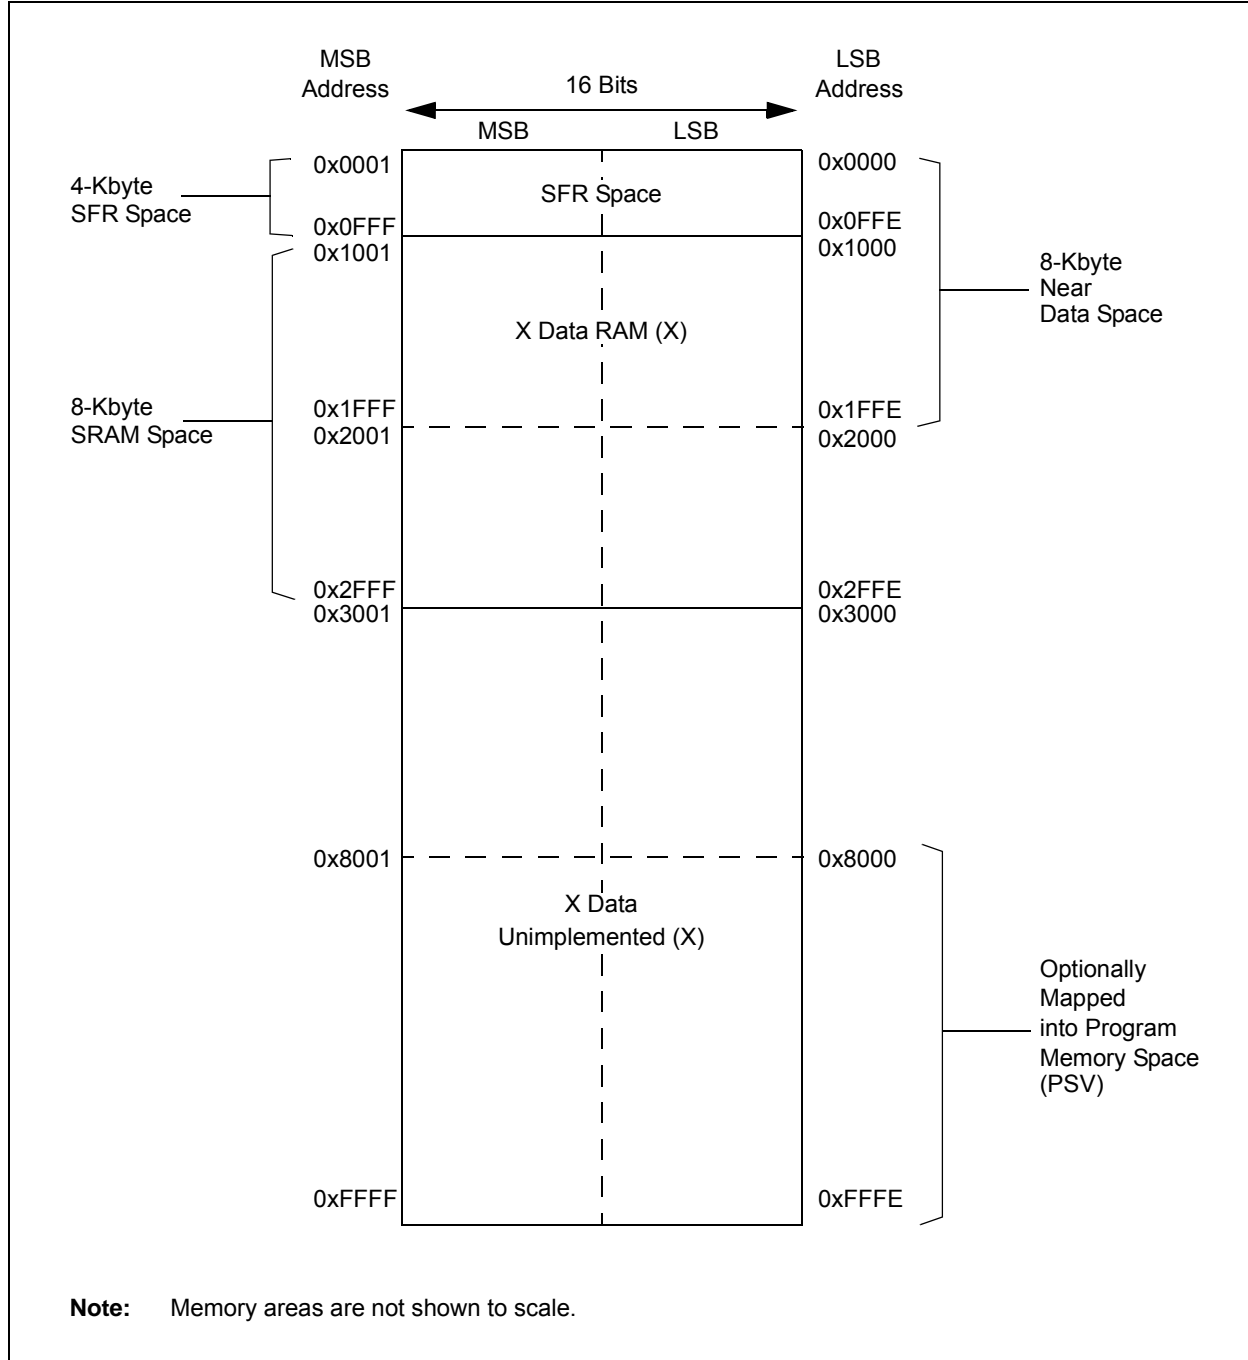 MSB
Address
LSB
Address
16 Bits
MSB
LSB
0x0001
0x0000
4-Kbyte
SFR Space
SFR Space
0x0FFF
0x0FFE
0x1001
0x1000
8-Kbyte
Near
Data Space
X Data RAM (X)
8-Kbyte
SRAM Space
0x1FFF
0x1FFE
0x2001
0x2000
0x2FFF
0x2FFE
0x3001
0x3000
0x8001
0x8000
X Data
Unimplemented (X)
Optionally
Mapped
into Program
Memory Space
(PSV)
0xFFFF
0xFFFE
Note: Memory areas are not shown to scale.